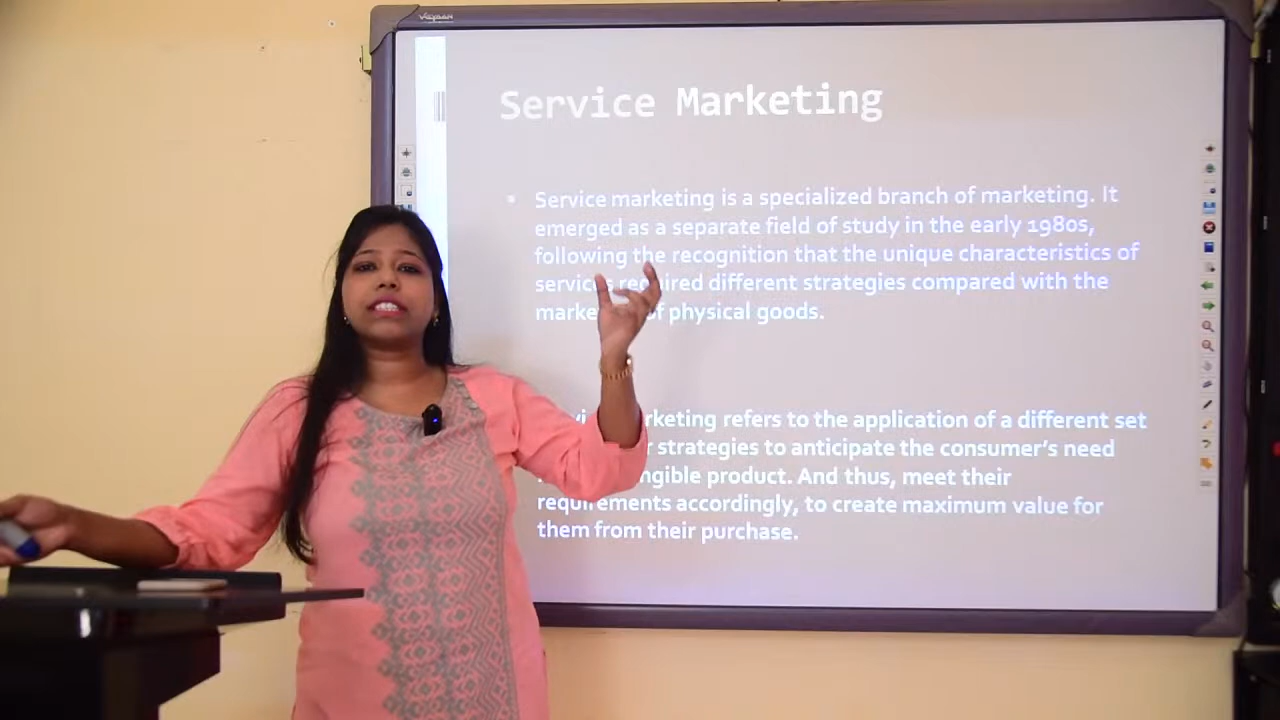 Service Marketing
Service marketing is a specialized branch of marketing. It
emerged as a separate field of study in the early 1980s,
following the recognition that the unique characteristics of
services required different strategies compared with the
of physical goods.
refers to the application of a different set
strategies to anticipate the consumer's need
product. And thus, meet their
requirements accordingly, to create maximum value for
them from their purchase.